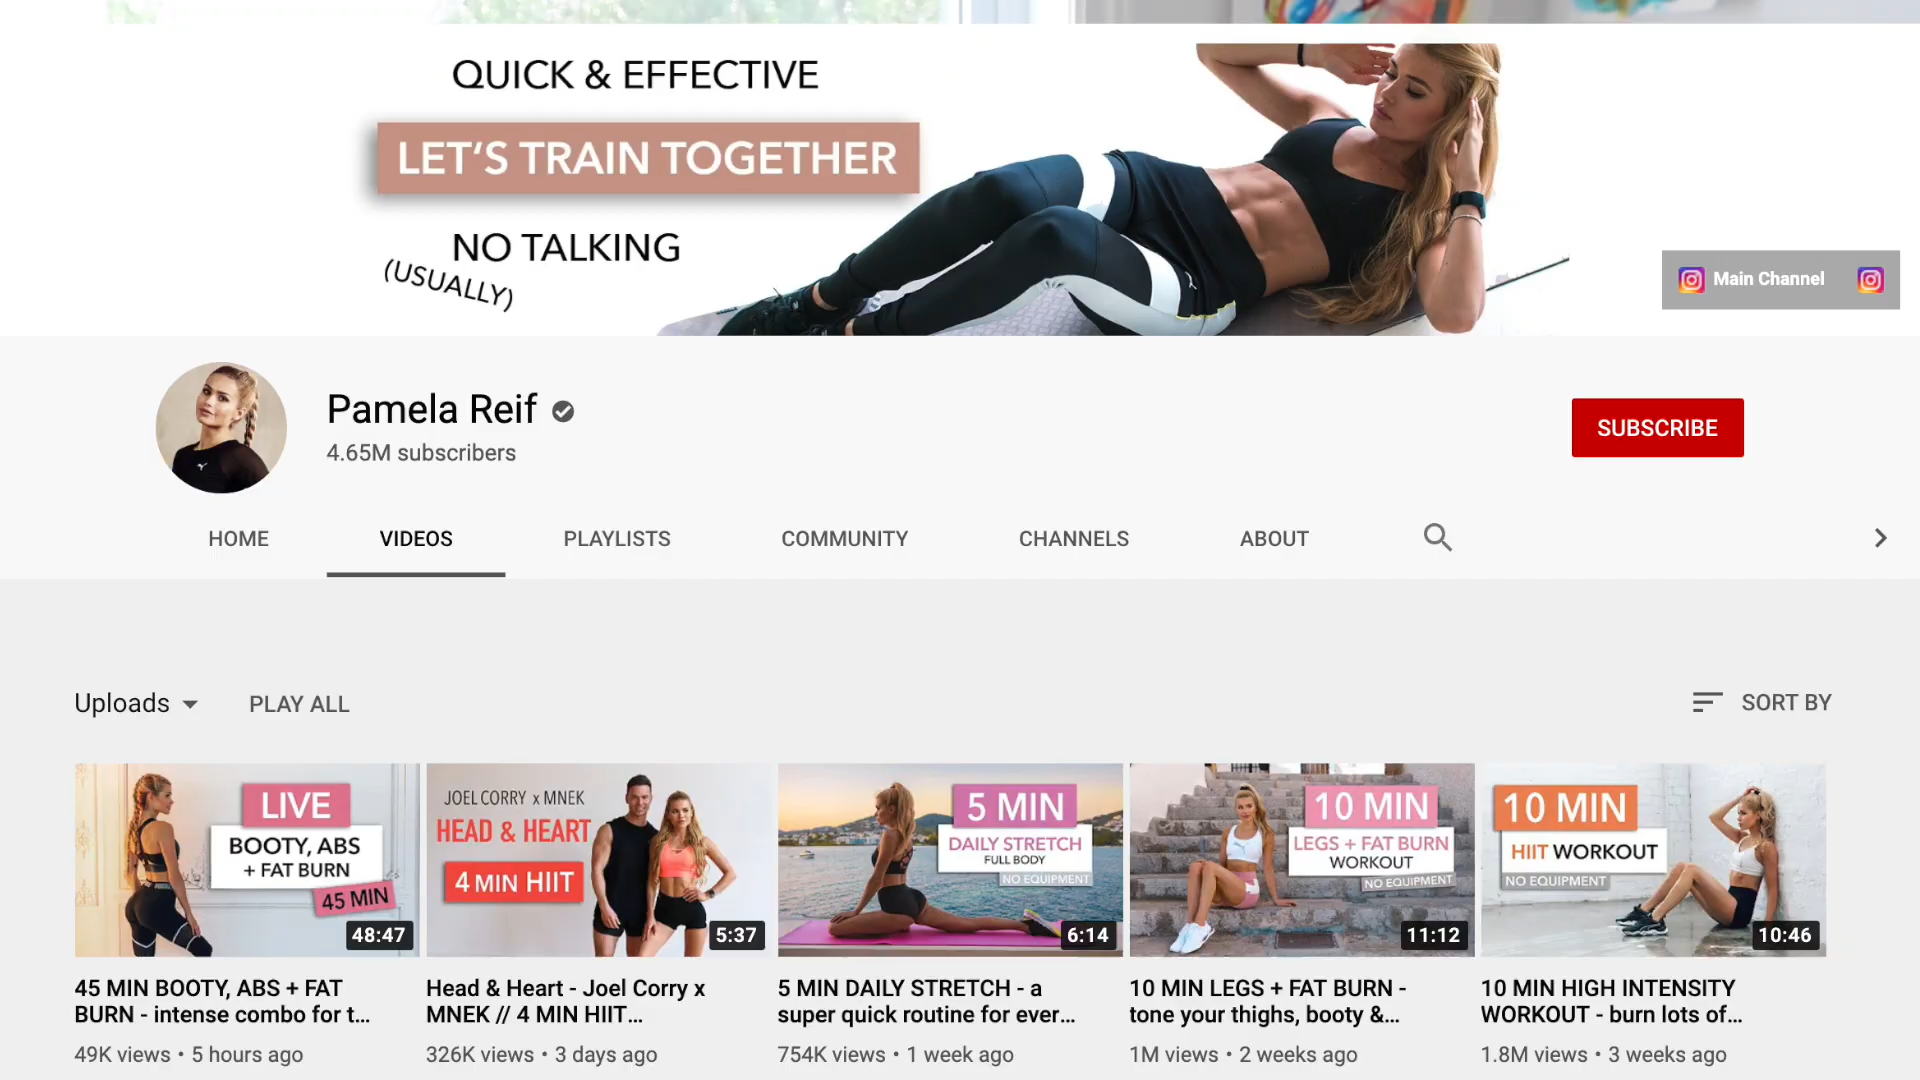 QUICK & EFFECTIVE
LET'S TRAIN TOGETHER
NO TALKING
(USUALLY)
Main Channel
Pamela Reif
4.65M subscribers
SUBSCRIBE
HOME
VIDEOS
PLAYLISTS
COMMUNITY
CHANNELS
ABOUT
Uploads
PLAY ALL
SORT BY
LIVE
BOOTY, ABS
+ FAT BURN
45 MIN
48:47
JOEL CORRY x MNEK
HEAD & HEART
4 MIN HIIT
5:37
5 MIN
DAILY STRETCH
FULL BODY
NO EQUIPMENT
6:14
10 MIN
LEGS + FAT BURN
WORKOUT
NO EQUIPMENT
11:12
10 MIN
HIIT WORKOUT
NO EQUIPMENT
10:46
45 MIN BOOTY, ABS + FAT
BURN - intense combo for t...
49K views • 5 hours ago
Head & Heart - Joel Corry x
MNEK // 4 MIN HIIT...
326K views • 3 days ago
5 MIN DAILY STRETCH - a
super quick routine for ever...
754K views • 1 week ago
10 MIN LEGS + FAT BURN -
tone your thighs, booty &...
1M views • 2 weeks ago
10 MIN HIGH INTENSITY
WORKOUT - burn lots of...
1.8M views • 3 weeks ago